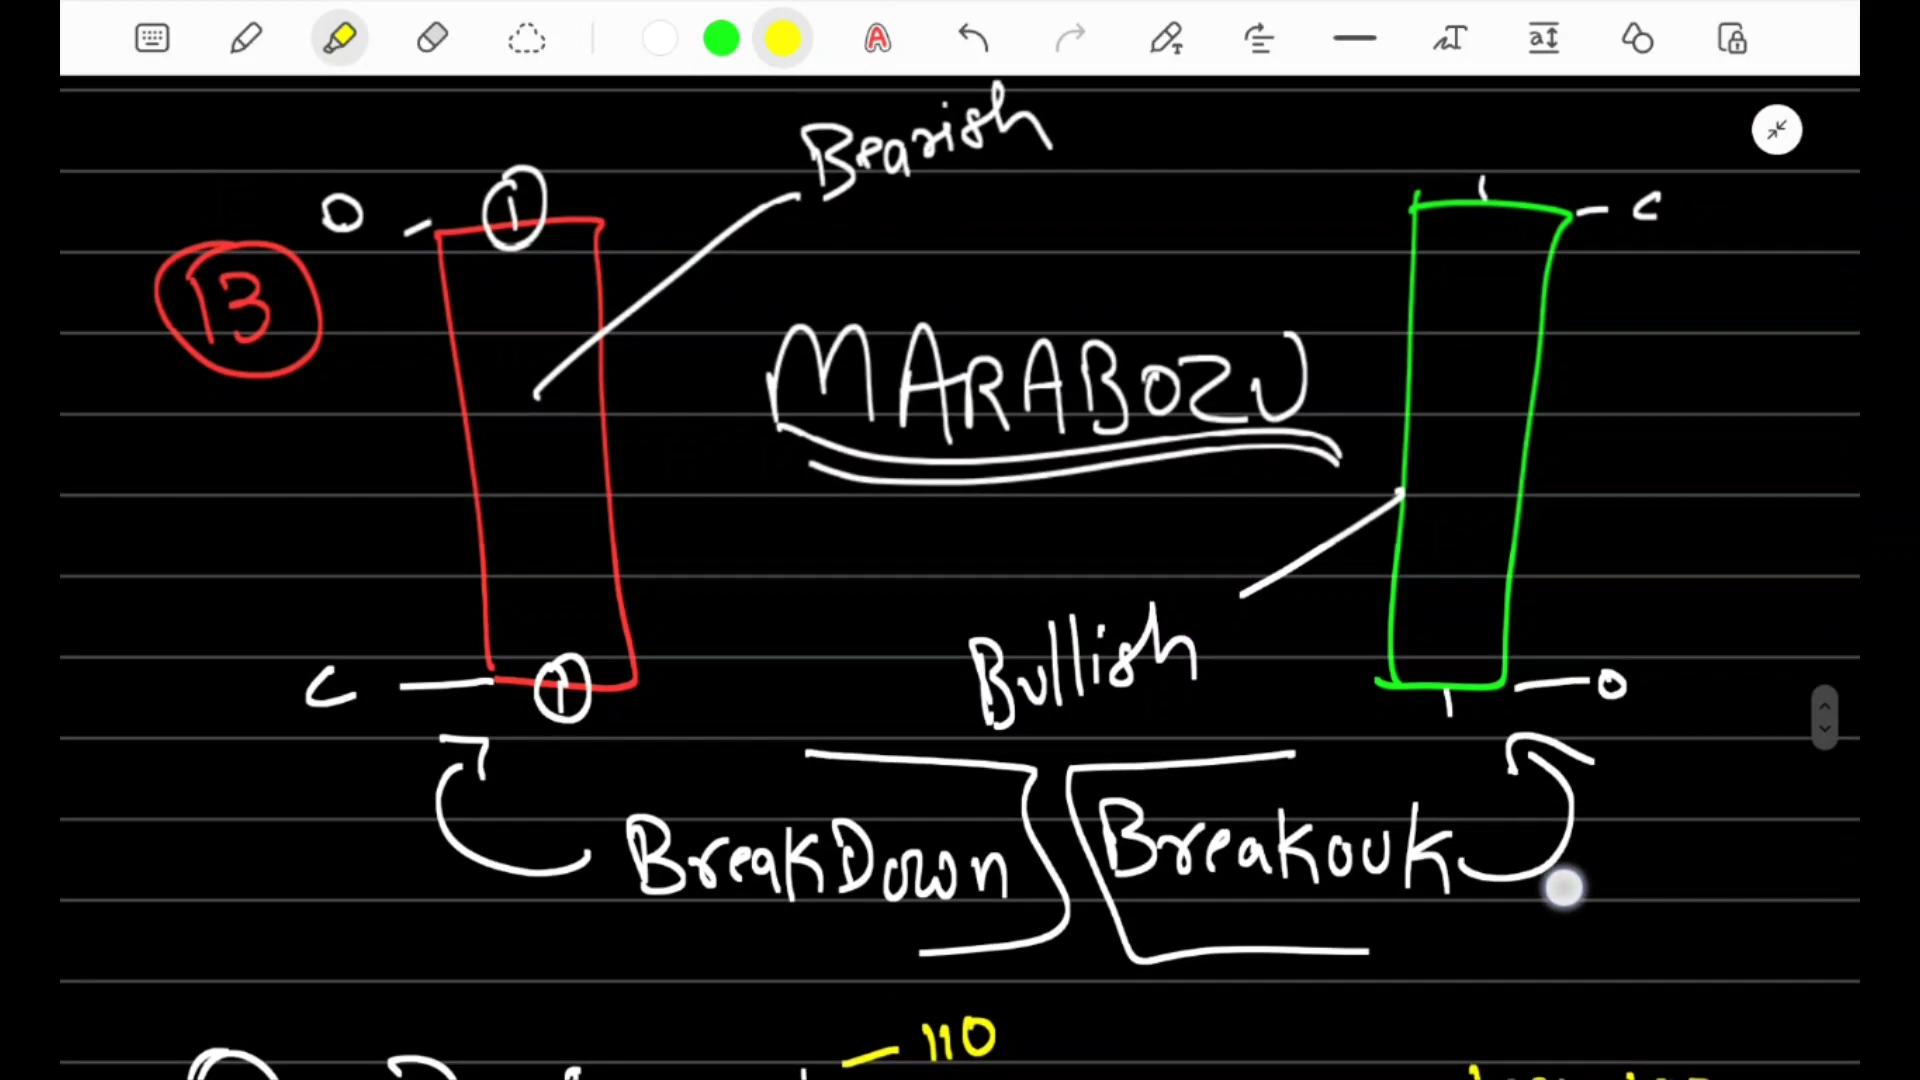 Bearish
O - - C
13
MARABOZU
Bullish
C — — O
BreakDown Breakout
— 110